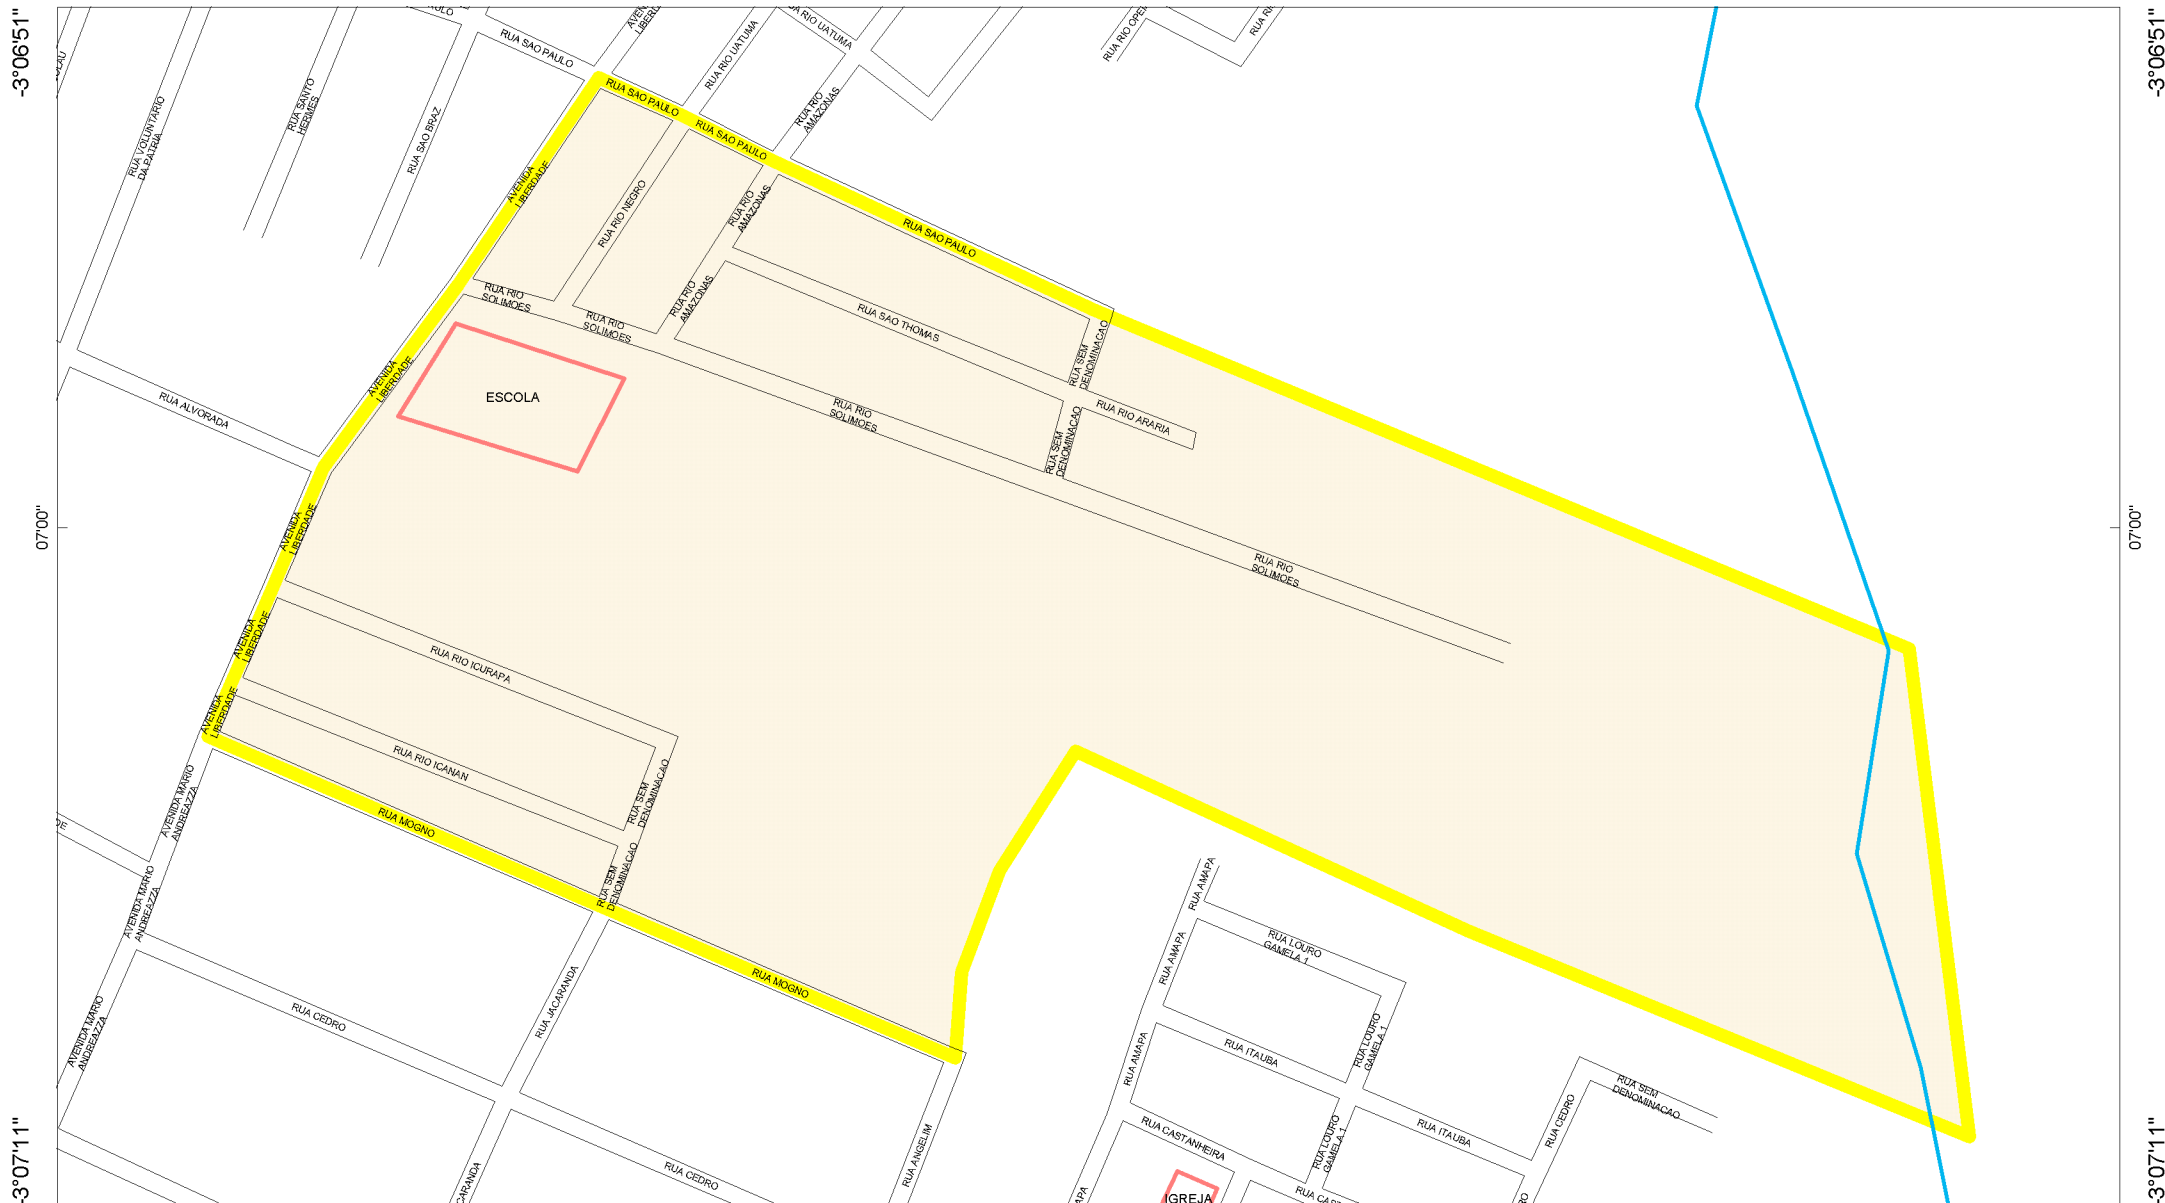 -3°06'51"
-3°06'51"
RUA SAO PAULO
AVENIDA
LIBERDADE
RUA RIO UATUMA
RUA RIO UATUMA
RUA SANTO
HERMES
RUA VOLUNTARIO
DA PATRIA
RUA SAO BRAZ
RUA SAO PAULO
RUA SAO PAULO
RUA RIO
AMAZONAS
RUA RIO NEGRO
RUA RIO
AMAZONAS
RUA SAO PAULO
RUA RIO
SOLIMOES
RUA RIO
SOLIMOES
RUA RIO
AMAZONAS
RUA SAO THOMAS
RUA SEM
DENOMINACAO
AVENIDA
LIBERDADE
ESCOLA
RUA ALVORADA
RUA RIO
SOLIMOES
RUA RIO ARARIA
RUA SEM
DENOMINACAO
07'00"
07'00"
AVENIDA
LIBERDADE
RUA RIO
SOLIMOES
AVENIDA
LIBERDADE
RUA RIO ICURAPA
AVENIDA
LIBERDADE
RUA RIO ICANAN
RUA SEM
DENOMINACAO
AVENIDA MARIO
ANDREAZZA
RUA MOGNO
RUA SEM
DENOMINACAO
AVENIDA MARIO
ANDREAZZA
RUA AMAPA
RUA LOURO
GAMELA 1
RUA AMAPA
RUA MOGNO
RUA JACARANDA
RUA CEDRO
AVENIDA MARIO
ANDREAZZA
RUA LOURO
GAMELA 1
RUA ITAUBA
RUA AMAPA
RUA SEM
DENOMINACAO
RUA CEDRO
RUA ITAUBA
RUA CASTANHEIRA
RUA LOURO
GAMELA 1
RUA ANGELIM
RUA CEDRO
IGREJA
-3°07'11"
-3°07'11"